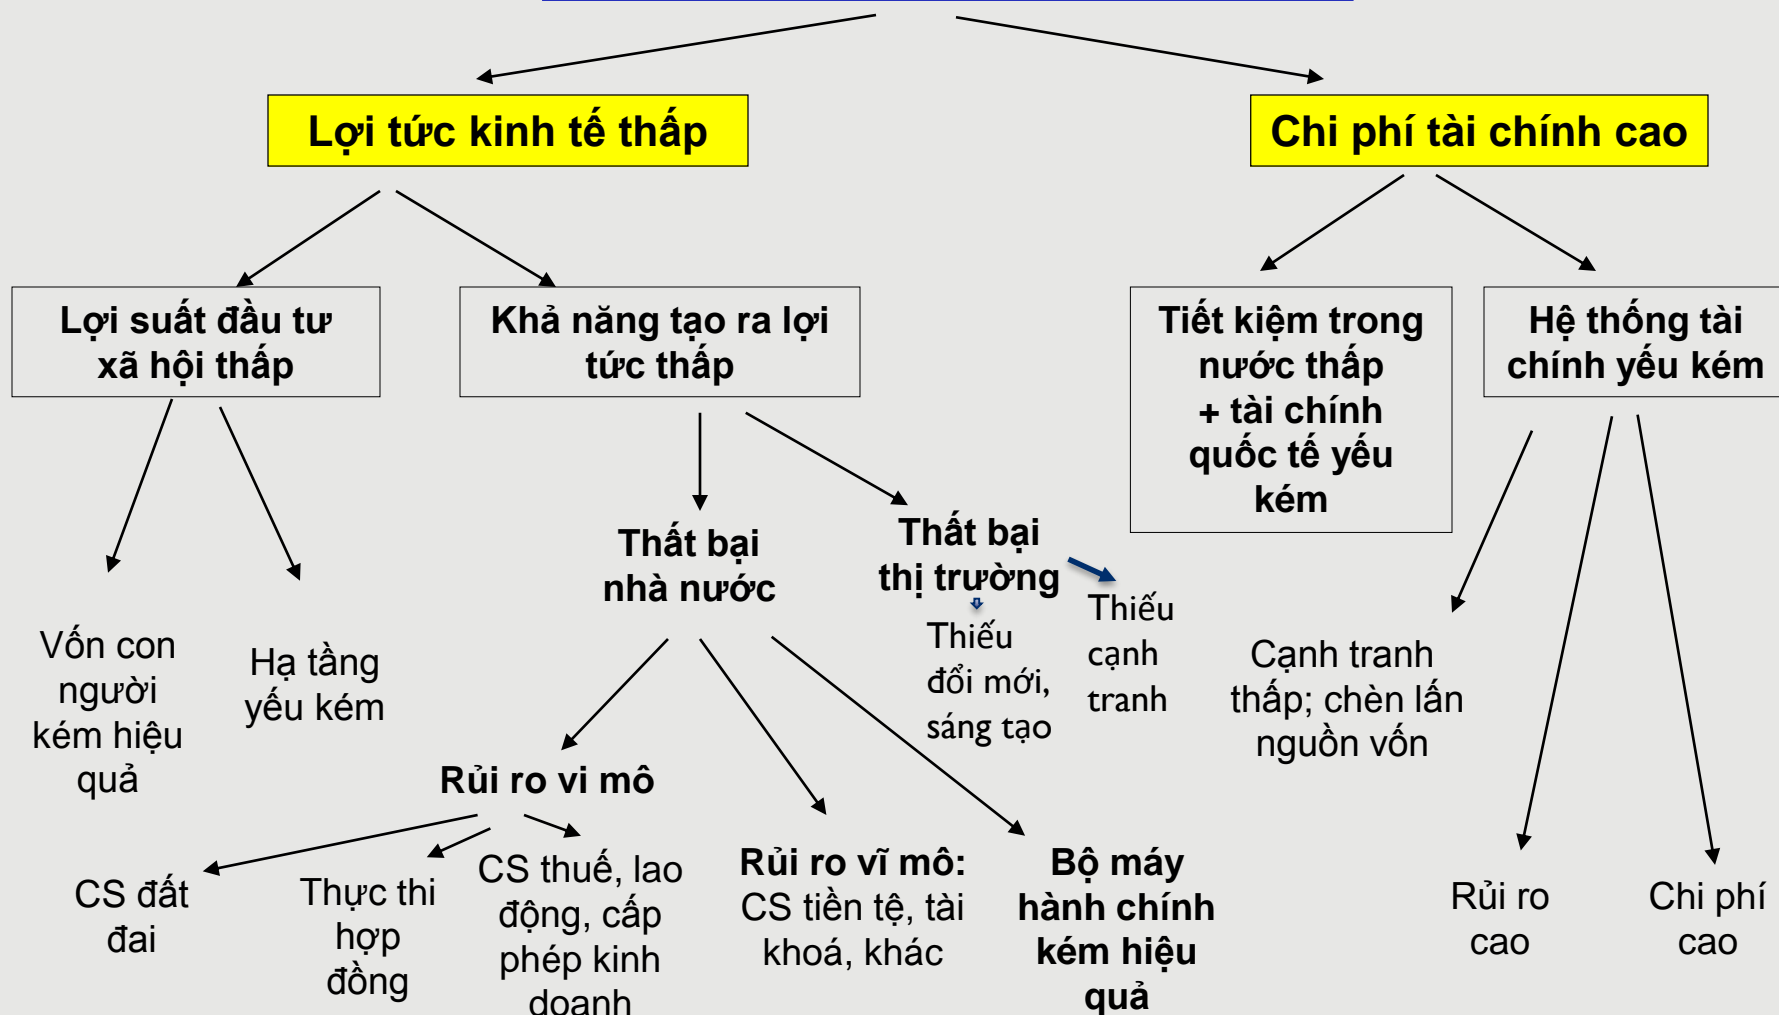 Lợi tức kinh tế thấp
Chi phí tài chính cao
Lợi suất đầu tư
xã hội thấp
Khả năng tạo ra lợi
tức thấp
Tiết kiệm trong
nước thấp
+ tài chính
quốc tế yếu
kém
Hệ thống tài
chính yếu kém
Thất bại
nhà nước
Thất bại
thị trường
Thiếu
đổi mới,
sáng tạo
Thiếu
cạnh
tranh
Vốn con
người
kém hiệu
quả
Hạ tầng
yếu kém
Cạnh tranh
thấp; chèn lấn
nguồn vốn
Rủi ro vi mô
CS đất
đai
Thực thi
hợp
đồng
CS thuế, lao
động, cấp
phép kinh
doanh
Rủi ro vĩ mô:
CS tiền tệ, tài
khoá, khác
Bộ máy
hành chính
kém hiệu
quả
Rủi ro
cao
Chi phí
cao